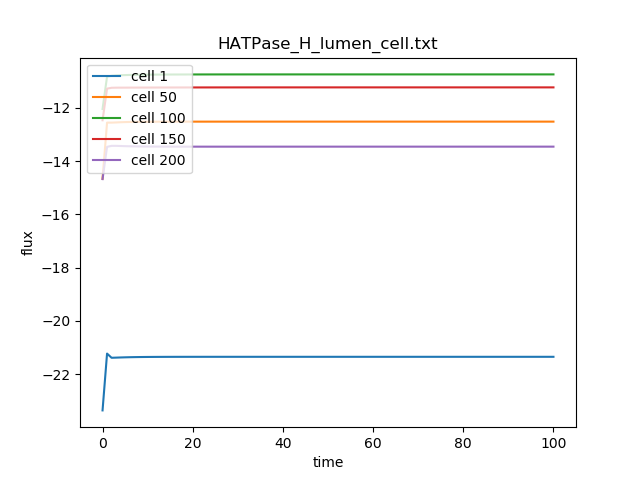 HATPase_H_lumen_cell.txt
cell 1
cell 50
cell 100
cell 150
cell 200
−12
−14
−16
−18
−20
−22
flux
0 20 40 60 80 100
time